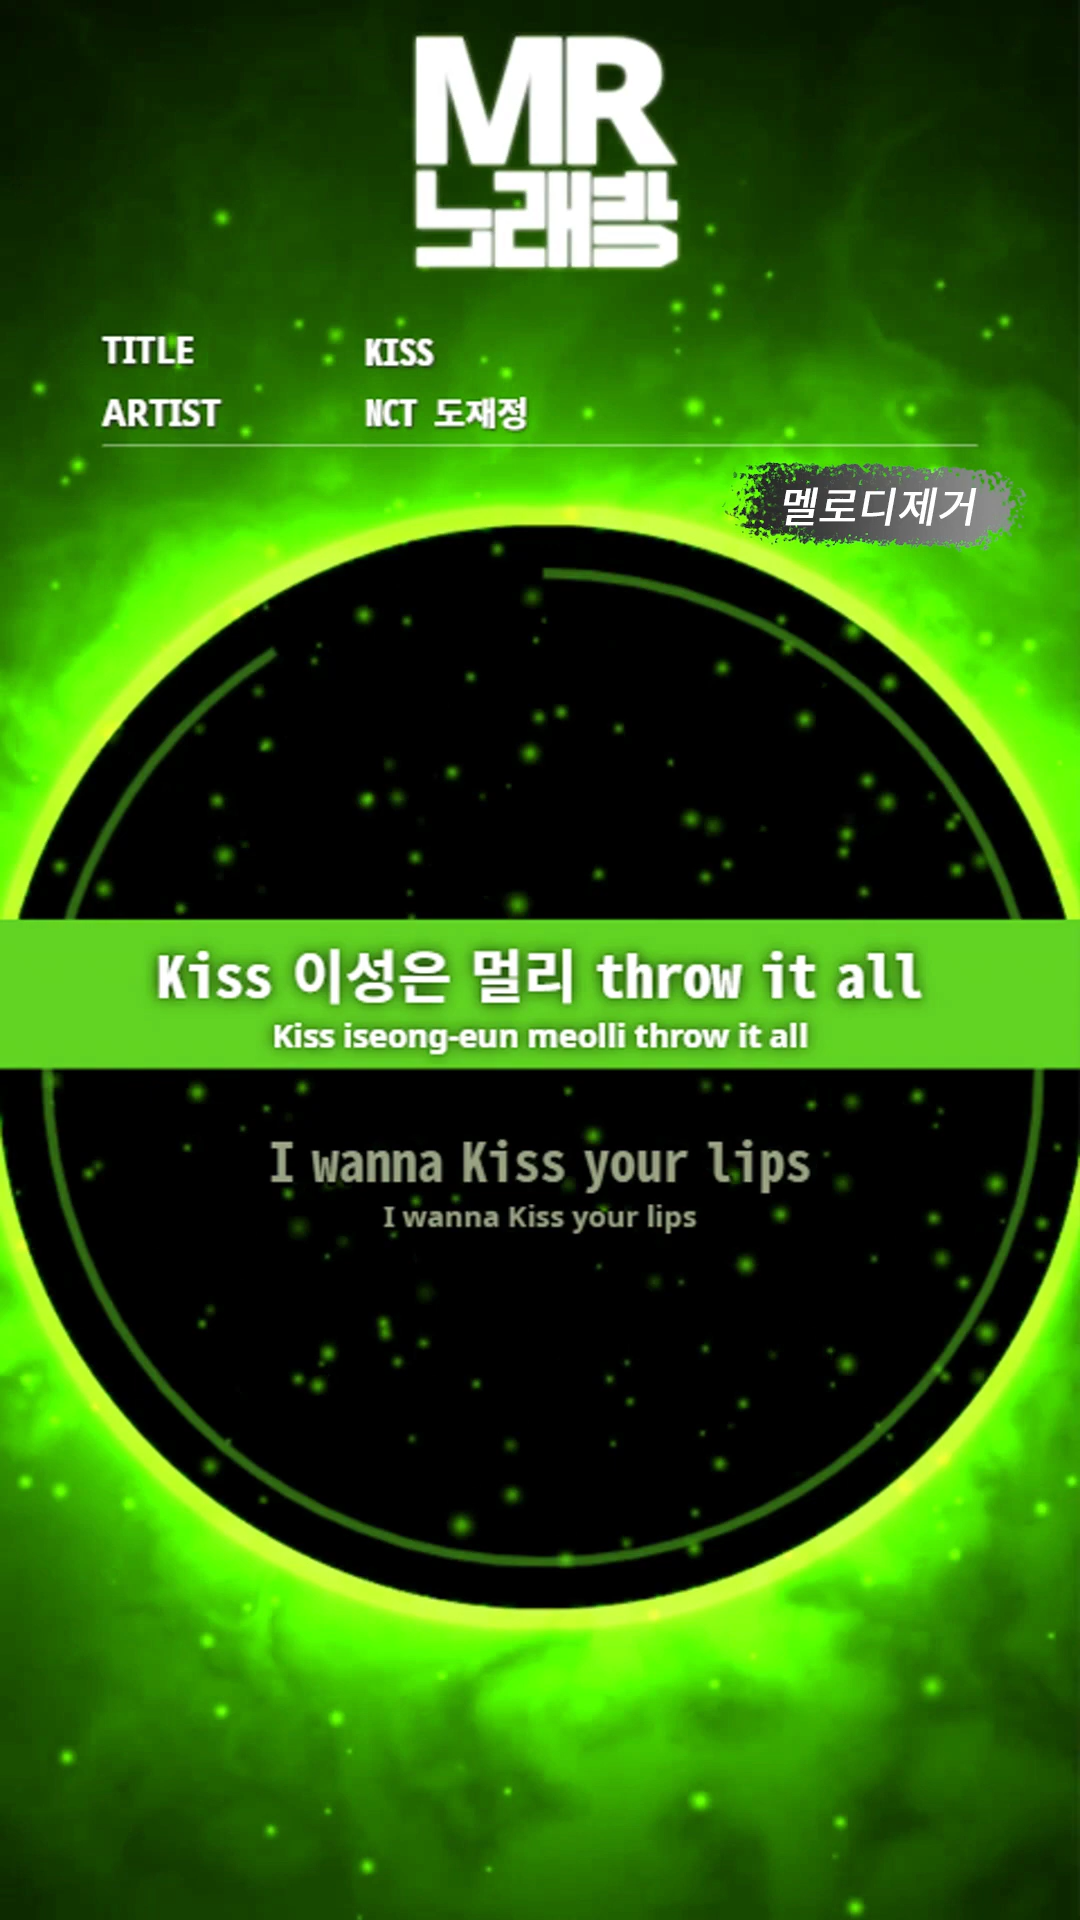 MR
노래방
TITLE KISS
ARTIST NCT 도재정
멜로디제거
Kiss 이성은 멀리 throw it all
Kiss iseong-eun meolli throw it all
I wanna Kiss your lips
I wanna Kiss your lips